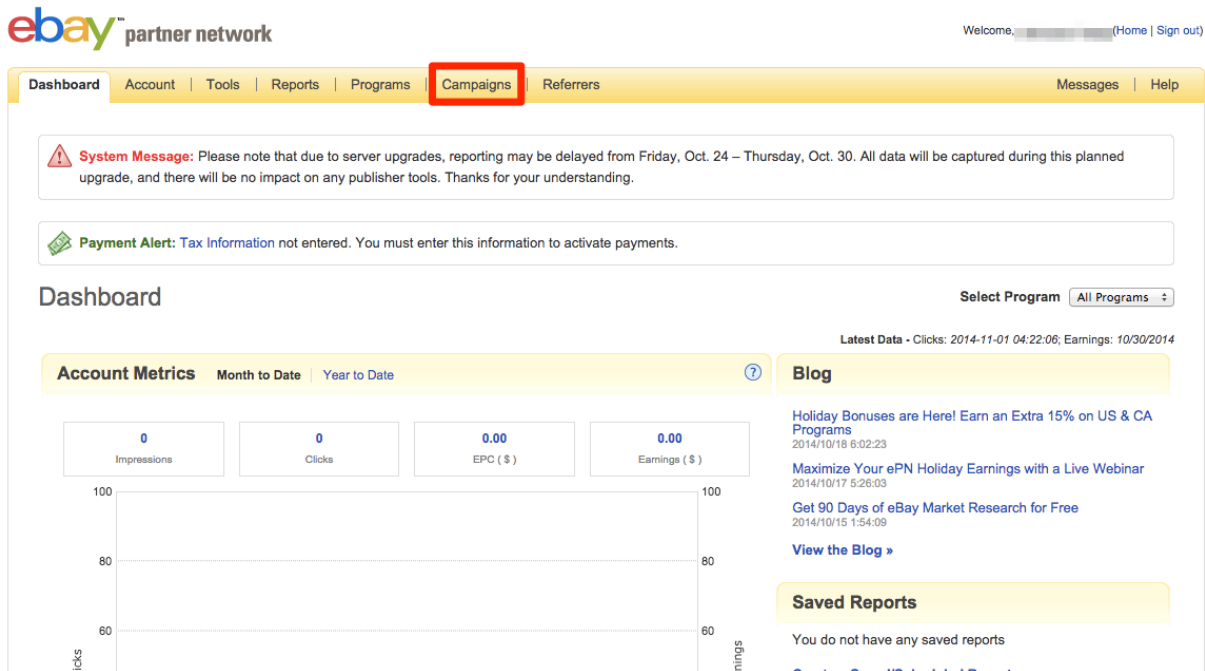 ebay™ partner network
Welcome, (Home | Sign out)
Dashboard Account | Tools | Reports | Programs | Campaigns | Referrers Messages | Help
System Message: Please note that due to server upgrades, reporting may be delayed from Friday, Oct. 24 – Thursday, Oct. 30. All data will be captured during this planned
upgrade, and there will be no impact on any publisher tools. Thanks for your understanding.
Payment Alert: Tax Information not entered. You must enter this information to activate payments.
Dashboard
Select Program All Programs
Latest Data - Clicks: 2014-11-01 04:22:06; Earnings: 10/30/2014
Account Metrics Month to Date | Year to Date ?
0
Impressions
0
Clicks
0.00
EPC ( $ )
0.00
Earnings ( $ )
100 100
80 80
60 60
Blog
Holiday Bonuses are Here! Earn an Extra 15% on US & CA
Programs
2014/10/18 6:02:23
Maximize Your ePN Holiday Earnings with a Live Webinar
2014/10/17 5:26:03
Get 90 Days of eBay Market Research for Free
2014/10/15 1:54:09
View the Blog »
Saved Reports
You do not have any saved reports